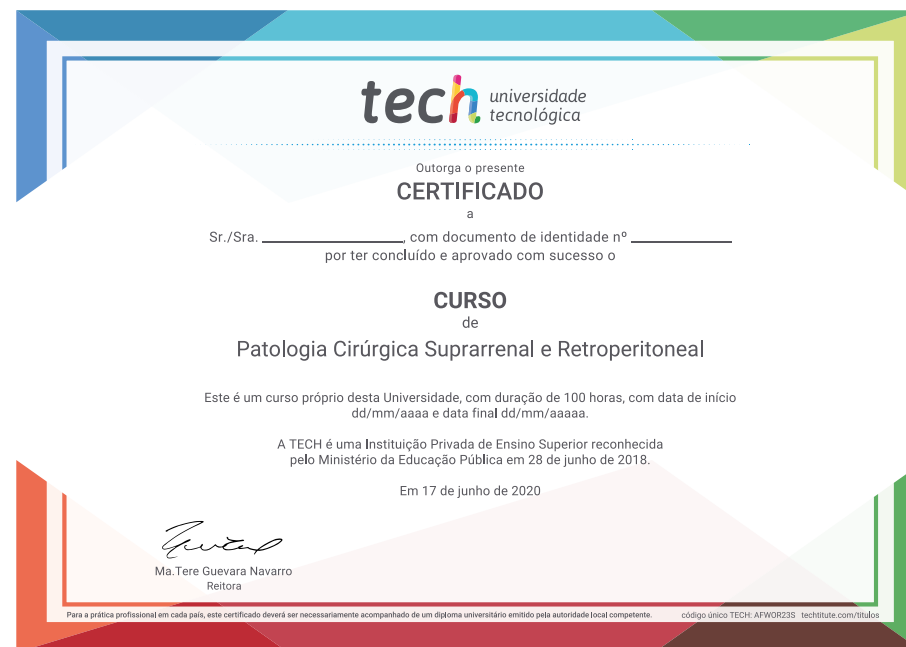 tech universidade
tecnológica
Outorga o presente
CERTIFICADO
a
Sr./Sra. ____________________, com documento de identidade nº ______________
por ter concluído e aprovado com sucesso o
CURSO
de
Patologia Cirúrgica Suprarrenal e Retroperitoneal
Este é um curso próprio desta Universidade, com duração de 100 horas, com data de início
dd/mm/aaaa e data final dd/mm/aaaaa.
A TECH é uma Instituição Privada de Ensino Superior reconhecida
pelo Ministério da Educação Pública em 28 de junho de 2018.
Em 17 de junho de 2020
Ma.Tere Guevara Navarro
Reitora
Para a prática profissional em cada país, este certificado deverá ser necessariamente acompanhado de um diploma universitário emitido pela autoridade local competente. código único TECH: AFWOR23S techtitute.com/titulos